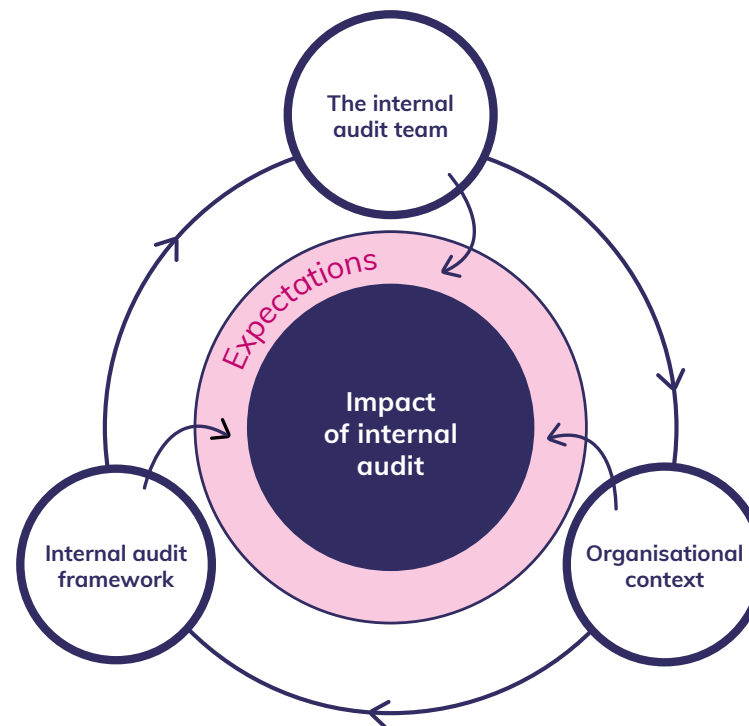 The internal
audit team
Expectations
Impact
of internal
audit
Internal audit
framework
Organisational
context